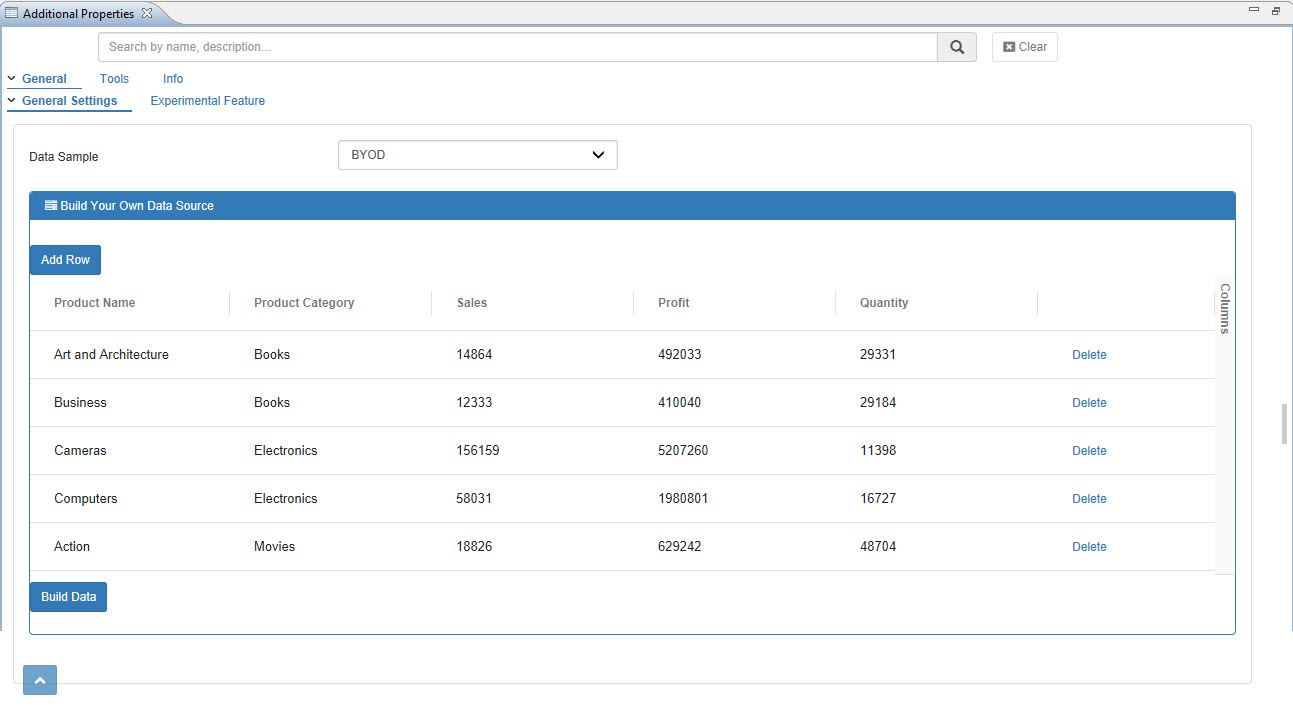 Additional Properties
Search by name, description...
Clear
General Tools Info
General Settings Experimental Feature
Data Sample BYOD
Build Your Own Data Source
Add Row
Product Name Product Category Sales Profit Quantity
Columns
Art and Architecture Books 14864 492033 29331 Delete
Business Books 12333 410040 29184 Delete
Cameras Electronics 156159 5207260 11398 Delete
Computers Electronics 58031 1980801 16727 Delete
Action Movies 18826 629242 48704 Delete
Build Data